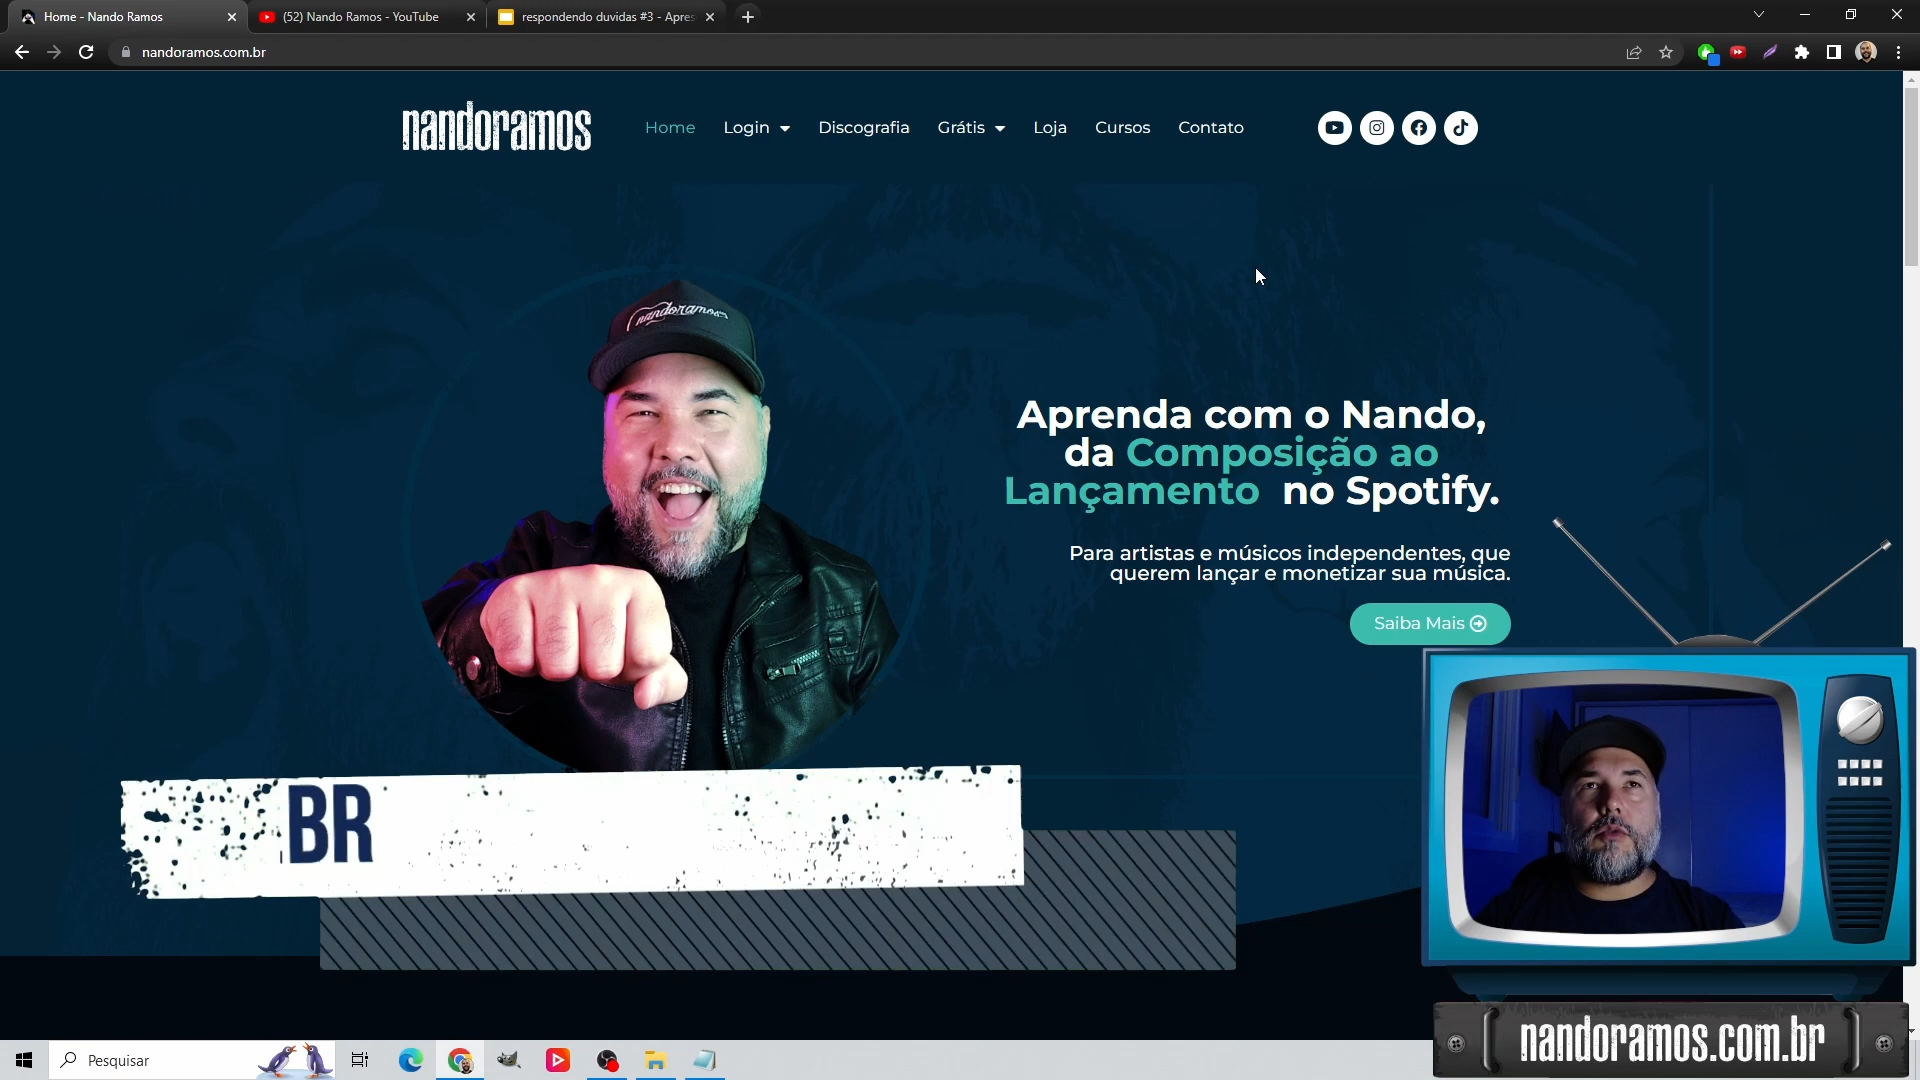 Home - Nando Ramos
(52) Nando Ramos - YouTube
respondendo duvidas #3 - Apres
nandoramos.com.br
nandoramos
Home
Login
Discografia
Grátis
Loja
Cursos
Contato
nandoramos
Aprenda com o Nando,
da Composição ao
Lançamento no Spotify.
Para artistas e músicos independentes, que
querem lançar e monetizar sua música.
Saiba Mais
BR
nandoramos.com.br
Pesquisar